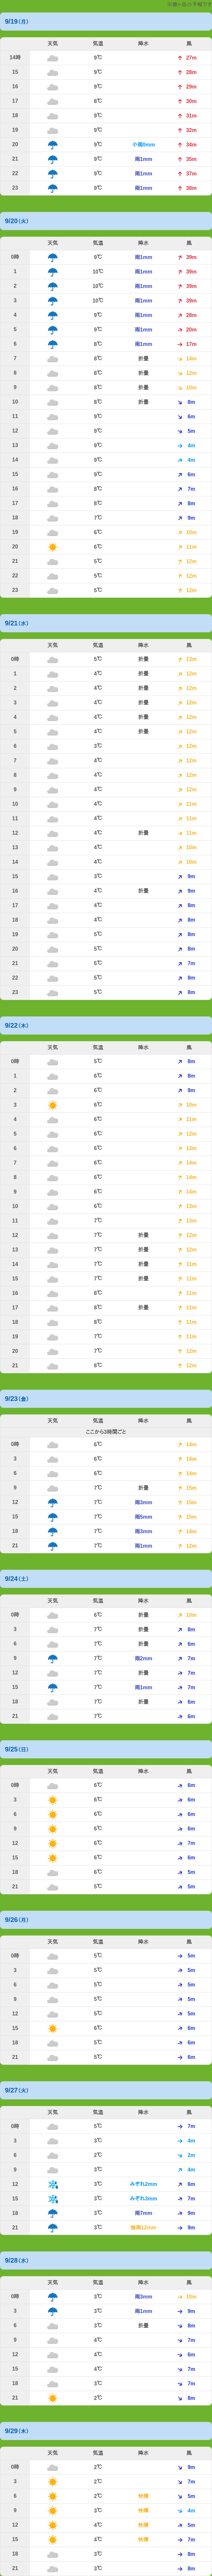 の予報です
9/19(月)
天気 気温 降水 風
14時 9℃ 27m
15 9℃ 28m
16 9℃ 29m
17 8℃ 30m
18 9℃ 31m
19 9℃ 32m
20 9℃ 小雨0mm 34m
21 9℃ 雨1mm 35m
22 9℃ 雨1mm 37m
23 9℃ 雨1mm 38m
9/20(火)
天気 気温 降水 風
0時 9℃ 雨1mm 39m
1 10℃ 雨1mm 39m
2 10℃ 雨1mm 39m
3 10℃ 雨1mm 39m
4 9℃ 雨1mm 28m
5 9℃ 雨1mm 20m
6 8℃ 雨1mm 17m
7 8℃ 折畳 14m
8 8℃ 折畳 12m
9 8℃ 折畳 10m
10 8℃ 折畳 8m
11 9℃ 6m
12 9℃ 5m
13 9℃ 4m
14 9℃ 4m
15 9℃ 6m
16 8℃ 7m
17 8℃ 8m
18 7℃ 9m
19 6℃ 10m
20 6℃ 11m
21 5℃ 12m
22 5℃ 12m
23 5℃ 12m
9/21(水)
天気 気温 降水 風
0時 5℃ 折畳 13m
1 4℃ 折畳 12m
2 4℃ 折畳 12m
3 4℃ 折畳 12m
4 4℃ 折畳 12m
5 4℃ 折畳 12m
6 3℃ 12m
7 4℃ 12m
8 4℃ 12m
9 4℃ 12m
10 4℃ 11m
11 4℃ 11m
12 4℃ 折畳 11m
13 4℃ 10m
14 4℃ 10m
15 3℃ 9m
16 4℃ 折畳 9m
17 4℃ 8m
18 4℃ 8m
19 5℃ 8m
20 5℃ 8m
21 5℃ 7m
22 5℃ 8m
23 5℃ 8m
9/22(木)
天気 気温 降水 風
0時 5℃ 8m
1 6℃ 8m
2 6℃ 9m
3 6℃ 10m
4 6℃ 11m
5 6℃ 12m
6 6℃ 13m
7 6℃ 14m
8 6℃ 14m
9 6℃ 14m
10 6℃ 13m
11 7℃ 13m
12 7℃ 折畳 12m
13 7℃ 折畳 12m
14 7℃ 折畳 11m
15 7℃ 折畳 11m
16 8℃ 11m
17 8℃ 折畳 11m
18 8℃ 11m
19 7℃ 11m
20 7℃ 12m
21 8℃ 12m
9/23(金)
天気 気温 降水 風
ここから3時間ごと
0時 6℃ 14m
3 6℃ 14m
6 6℃ 14m
9 7℃ 折畳 15m
12 7℃ 雨3mm 15m
15 7℃ 雨5mm 15m
18 7℃ 雨3mm 14m
21 7℃ 雨1mm 12m
9/24(土)
天気 気温 降水 風
0時 6℃ 折畳 10m
3 7℃ 折畳 8m
6 7℃ 折畳 8m
9 7℃ 雨2mm 7m
12 7℃ 折畳 7m
15 7℃ 雨1mm 7m
18 7℃ 折畳 6m
21 7℃ 6m
9/25(日)
天気 気温 降水 風
0時 6℃ 6m
3 6℃ 6m
6 6℃ 6m
9 6℃ 6m
12 6℃ 7m
15 6℃ 6m
18 6℃ 5m
21 5℃ 5m
9/26(月)
天気 気温 降水 風
0時 5℃ 5m
3 5℃ 5m
6 5℃ 5m
9 5℃ 5m
12 5℃ 5m
15 6℃ 6m
18 5℃ 6m
21 5℃ 6m
9/27(火)
天気 気温 降水 風
0時 5℃ 7m
3 3℃ 4m
6 2℃ 2m
9 3℃ 4m
12 3℃ みぞれ2mm 6m
15 3℃ みぞれ3mm 7m
18 3℃ 雨7mm 9m
21 3℃ 強雨12mm 9m
9/28(水)
天気 気温 降水 風
0時 3℃ 雨3mm 10m
3 3℃ 雨1mm 9m
6 3℃ 折畳 8m
9 4℃ 7m
12 4℃ 6m
15 4℃ 7m
18 3℃ 7m
21 2℃ 8m
9/29(木)
天気 気温 降水 風
0時 2℃ 9m
3 2℃ 7m
6 2℃ 快晴 5m
9 3℃ 快晴 4m
12 4℃ 快晴 5m
15 4℃ 快晴 7m
18 3℃ 8m
21 3℃ 8m